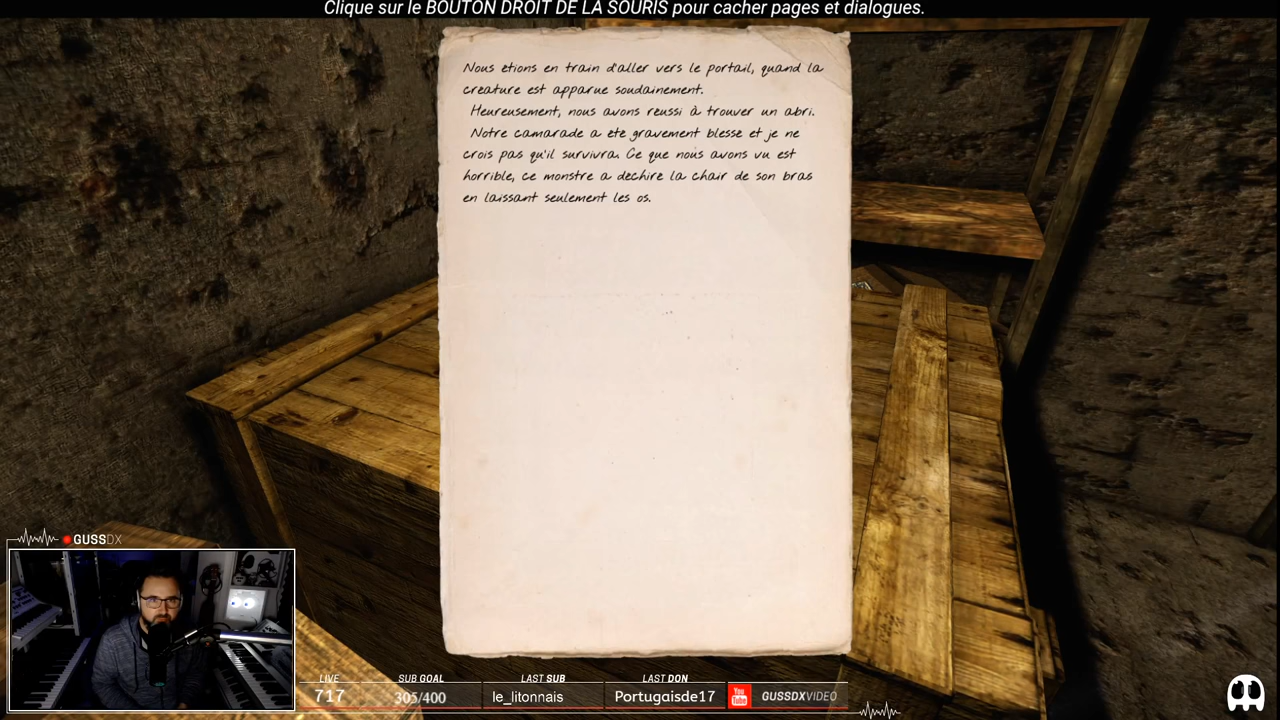 Clique sur le BOUTON DROIT DE LA SOURIS pour cacher pages et dialogues.
Nous etions en train d'aller vers le portail, quand la
creature est apparue soudainement.
Heureusement, nous avons reussi à trouver un abri.
Notre camarade a ete gravement blesse et je ne
crois pas qu'il survivra. Ce que nous avons vu est
horrible, ce monstre a dechire la chair de son bras
en laissant seulement les os.
GUSSDX
LIVE
717
SUB GOAL
305/400
LAST SUB
le_litonnais
LAST DON
Portugaisde17
You Tube
GUSSDXVIDEO